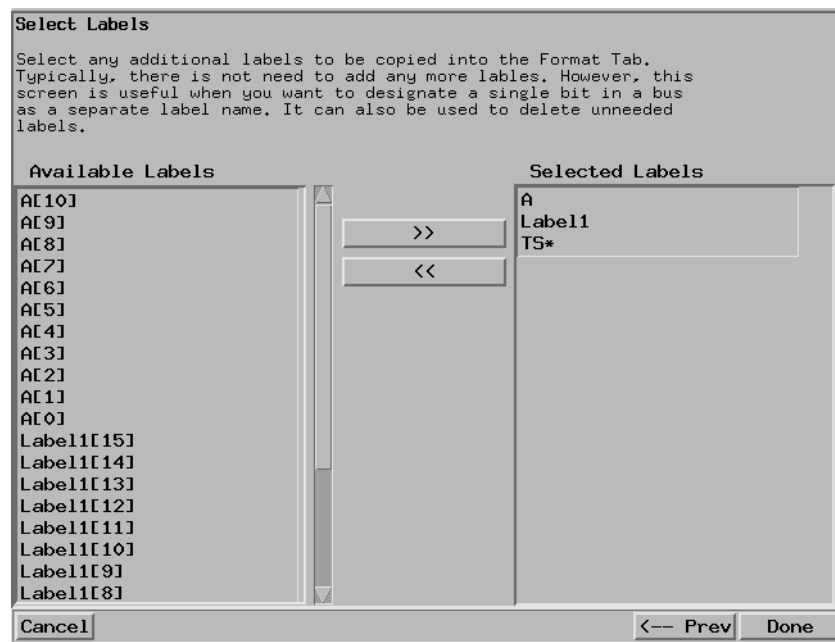 Select Labels
Select any additional labels to be copied into the Format Tab.
Typically, there is not need to add any more lables. However, this
screen is useful when you want to designate a single bit in a bus
as a separate label name. It can also be used to delete unneeded
labels.
Available Labels
A[10]
A[9]
A[8]
A[7]
A[6]
A[5]
A[4]
A[3]
A[2]
A[1]
A[0]
Label1[15]
Label1[14]
Label1[13]
Label1[12]
Label1[11]
Label1[10]
Label1[9]
Label1[8]
>>
<<
Selected Labels
A
Label1
TS*
Cancel
<-- Prev
Done